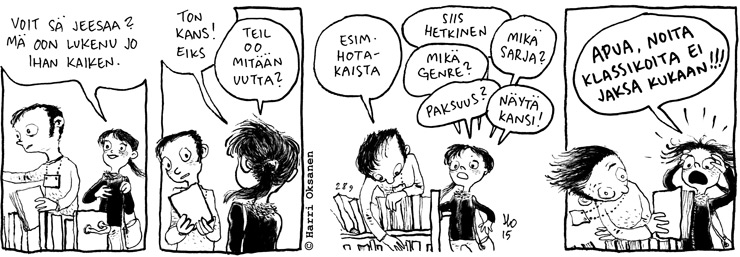 VOIT SÄ JEESAA?
MÄ OON LUKENU JO
IHAN KAIKEN.
TON
KANS!
EIKS
TEIL
OO
MITÄÄN
UUTTA?
© Harri Oksanen
ESIM.
HOTA-
KAISTA
SIIS
HETKINEN
MIKÄ
GENRE?
MIKÄ
SARJA?
PAKSUUS?
NÄYTÄ
KANSI!
289
HO
15
APUA, NOITA
KLASSIKOITA EI
JAKSA KUKAAN!!!